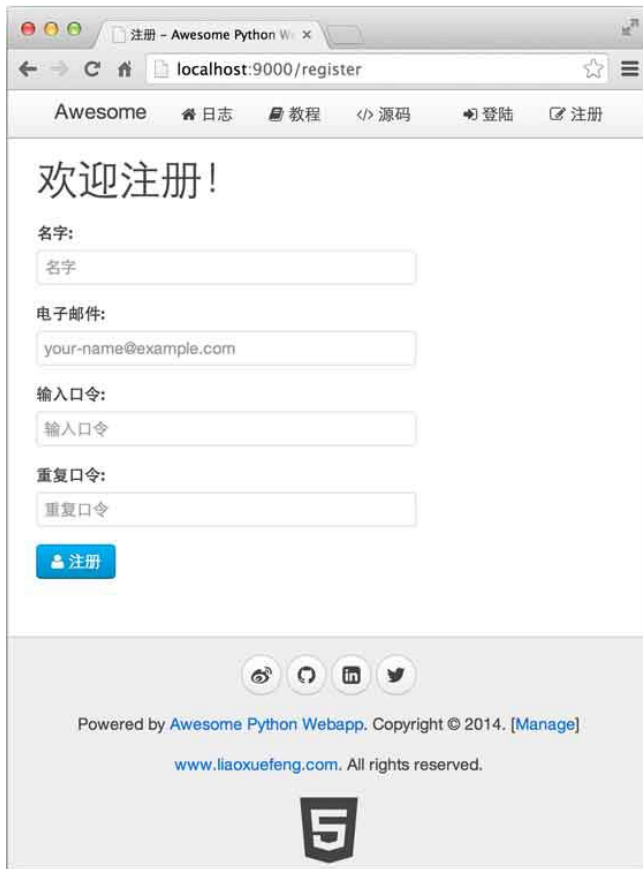 注册 - Awesome Python We
localhost:9000/register
Awesome 日志 教程 源码 登陆 注册
欢迎注册！
名字:
名字
电子邮件:
your-name@example.com
输入口令:
输入口令
重复口令:
重复口令
注册
Powered by Awesome Python Webapp. Copyright © 2014. [Manage]
www.liaoxuefeng.com. All rights reserved.